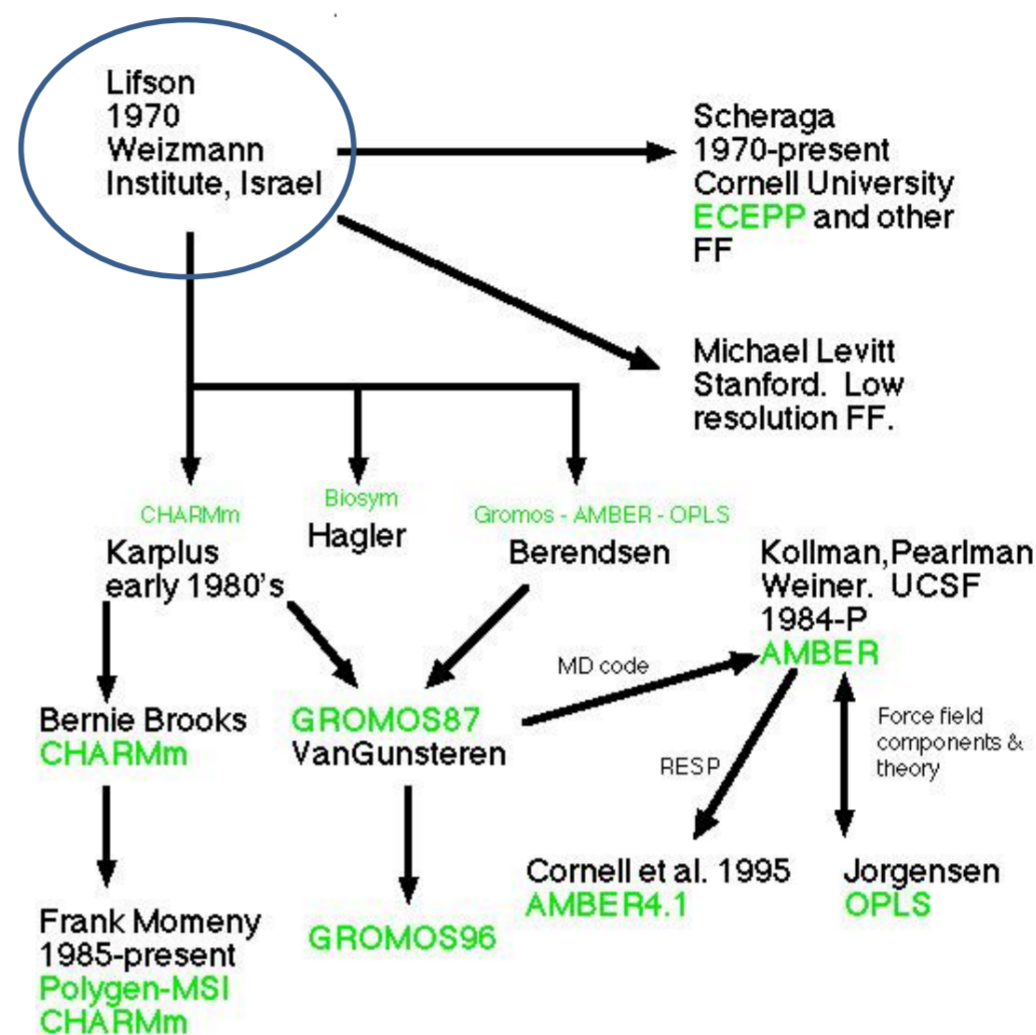 Lifson
1970
Weizmann
Institute, Israel
Scheraga
1970-present
Cornell University
ECEPP and other
FF
Michael Levitt
Stanford. Low
resolution FF.
CHARMm
Karplus
early 1980's
Biosym
Hagler
Gromos - AMBER - OPLS
Berendsen
Kollman,Pearlman
Weiner. UCSF
1984-P
AMBER
MD code
Bernie Brooks
CHARMm
GROMOS87
VanGunsteren
RESP
Force field
components &
theory
Cornell et al. 1995
AMBER4.1
Jorgensen
OPLS
Frank Momeny
1985-present
Polygen-MSI
CHARMm
GROMOS96